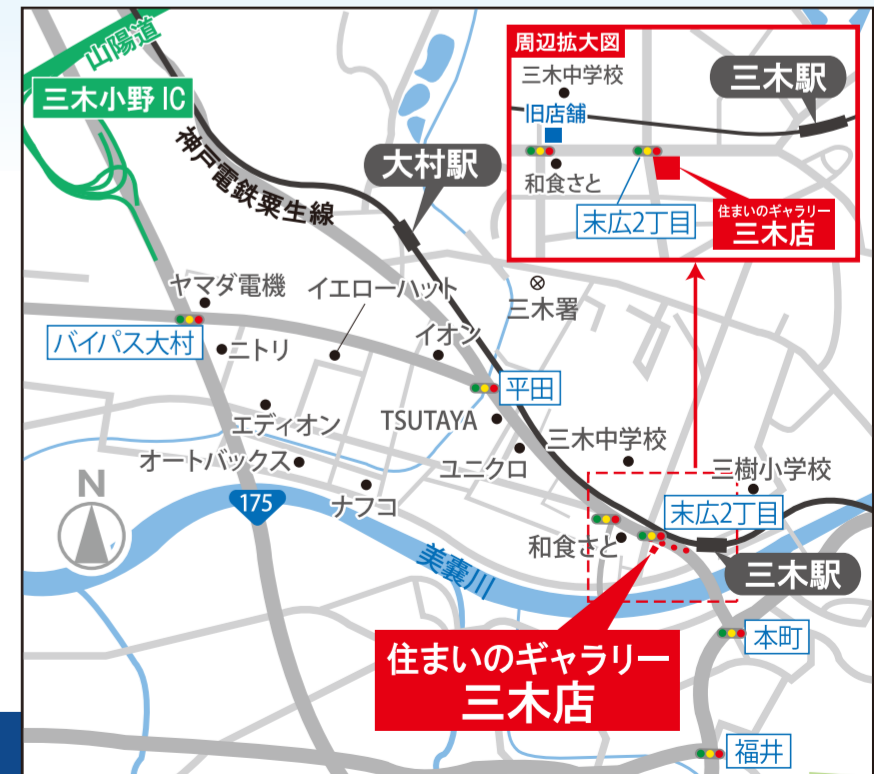 山陽道
三木小野IC
神戸電鉄粟生線
大村駅
周辺拡大図
三木中学校
三木駅
旧店舗
和食さと
末広2丁目
住まいのギャラリー
三木店
ヤマダ電機
イエローハット
三木署
バイパス大村
ニトリ
イオン
平田
エディオン
TSUTAYA
オートバックス
ユニクロ
三木中学校
三樹小学校
N
175
ナフコ
末広2丁目
和食さと
美嚢川
三木駅
本町
住まいのギャラリー
三木店
福井